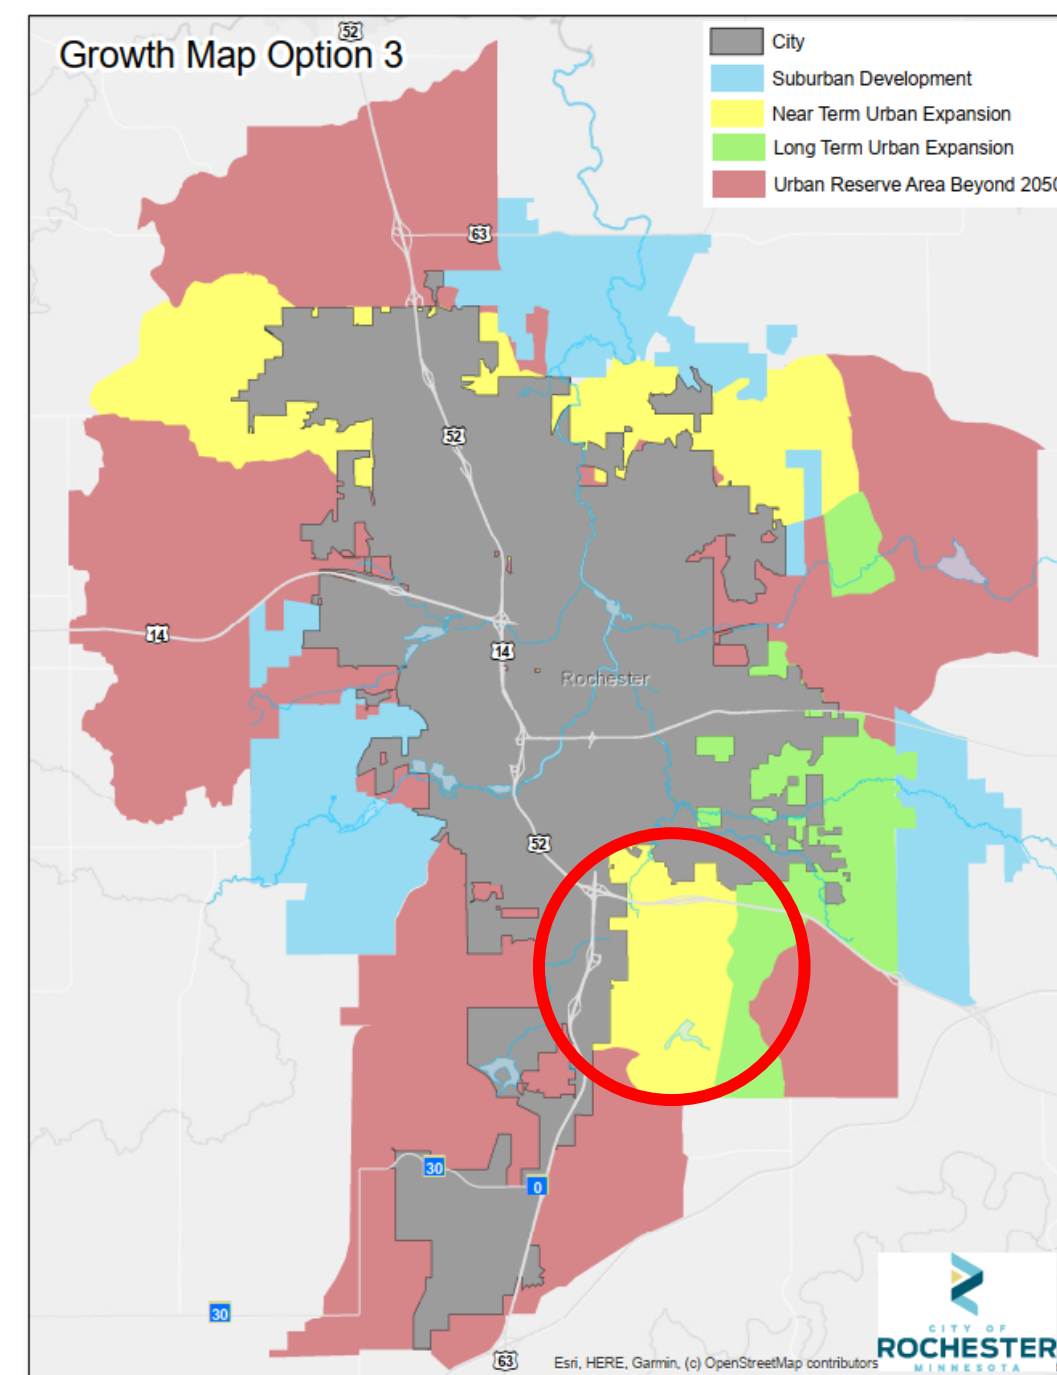 Growth Map Option 3
City
Suburban Development
Near Term Urban Expansion
Long Term Urban Expansion
Urban Reserve Area Beyond 2050
52
63
52
14
14
Rochester
52
30
0
30
63
Esri, HERE, Garmin, (c) OpenStreetMap contributors
CITY OF
ROCHESTER
MINNESOTA